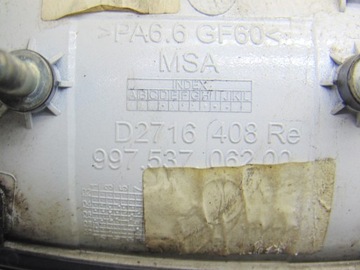 >PA6.6 GF60<
MSA
INDEX
A B C D E F G H I J K L
D2716 408 Re
997.537.062.02